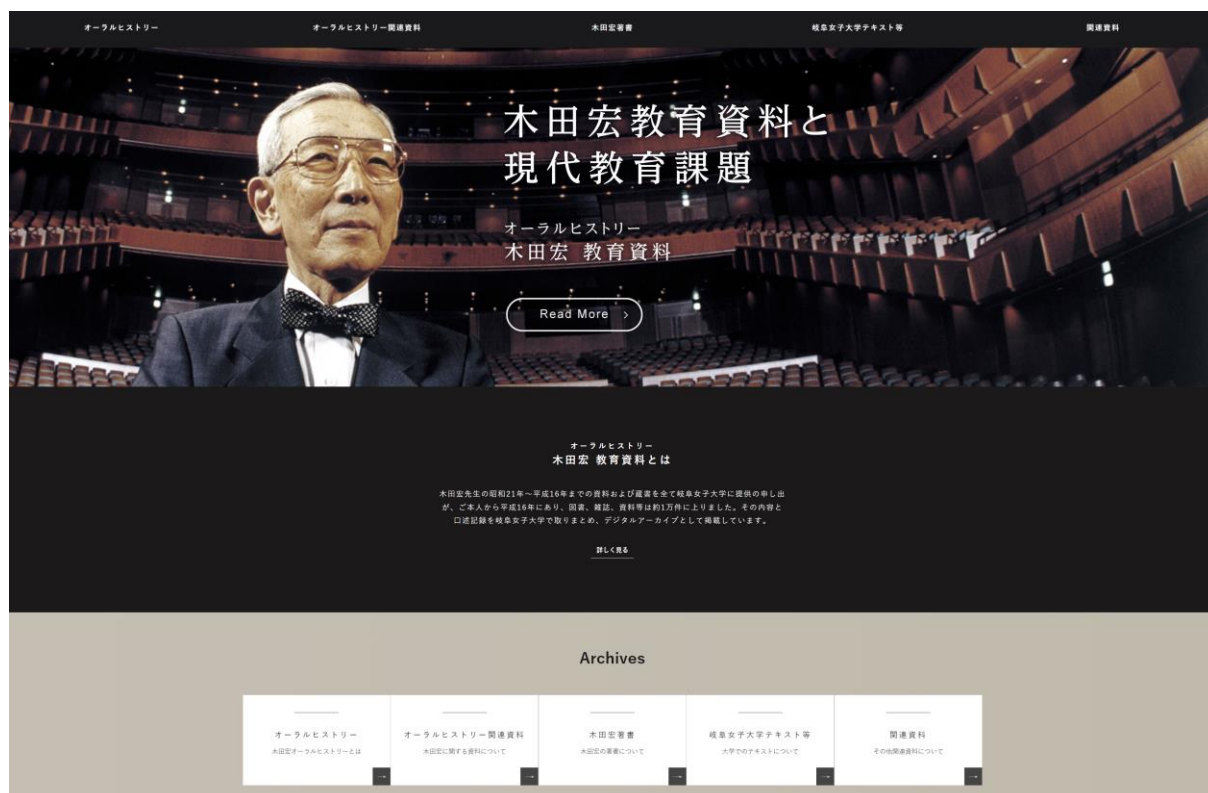 オーラルヒストリー
オーラルヒストリー関連資料
木田宏著書
岐阜女子大学テキスト等
関連資料
木田宏教育資料と
現代教育課題
オーラルヒストリー
木田宏 教育資料
Read More >
オーラルヒストリー
木田宏 教育資料とは
木田宏先生の昭和21年～平成16年までの資料および蔵書を全て岐阜女子大学に提供の申し出
が、ご本人から平成16年にあり、図書、雑誌、資料等は約1万件に上りました。その内容と
口述記録を岐阜女子大学で取りまとめ、デジタルアーカイブとして掲載しています。
詳しく見る
Archives
オーラルヒストリー
木田宏オーラルヒストリーとは
オーラルヒストリー関連資料
木田宏に関する資料について
木田宏著書
木田宏の著書について
岐阜女子大学テキスト等
大学でのテキストについて
関連資料
その他関連資料について